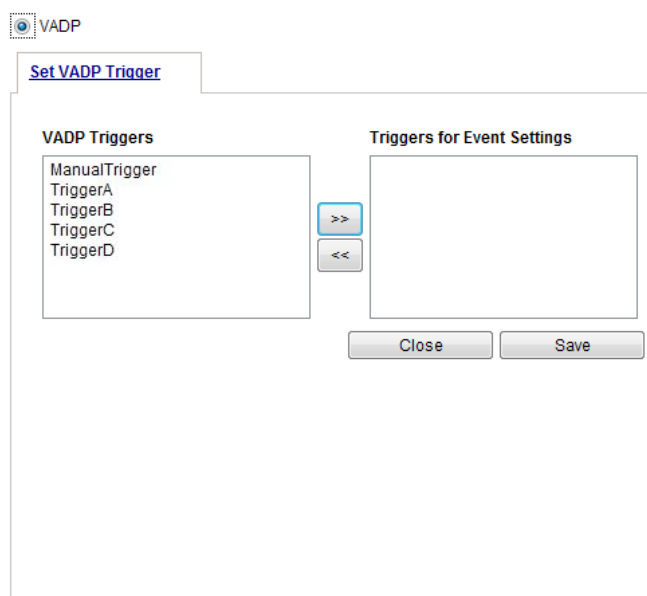 VADP
Set VADP Trigger
VADP Triggers
Triggers for Event Settings
ManualTrigger
TriggerA
TriggerB
TriggerC
TriggerD
>>
<<
Close
Save